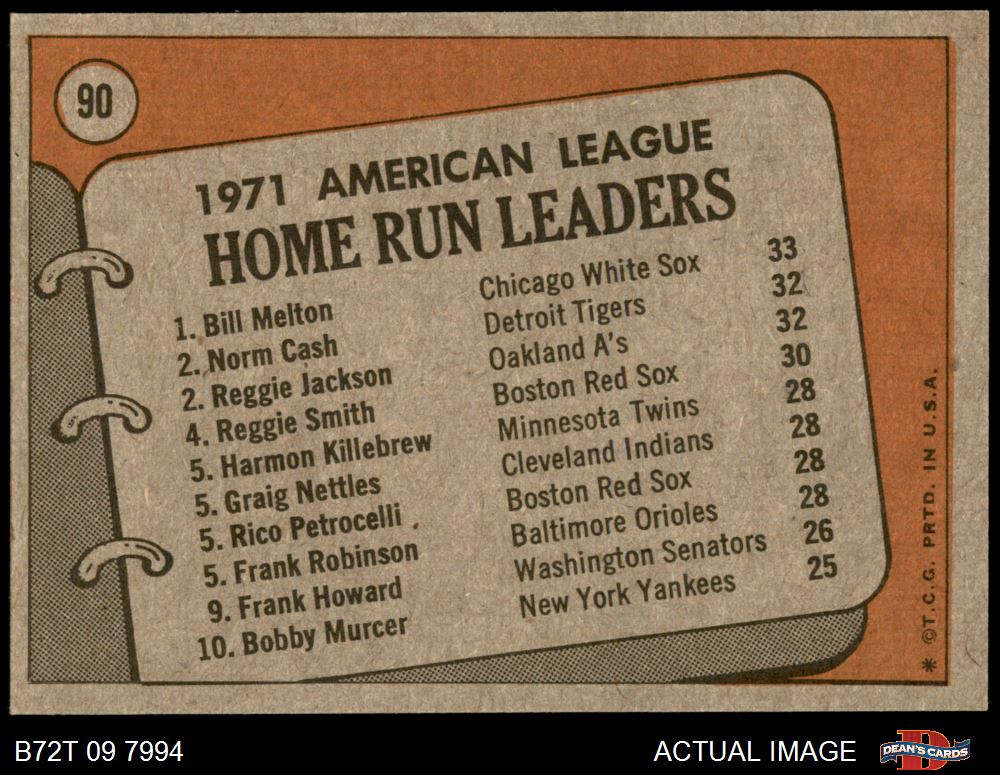 90
1971 AMERICAN LEAGUE
HOME RUN LEADERS
1. Bill Melton Chicago White Sox 33
2. Norm Cash Detroit Tigers 32
2. Reggie Jackson Oakland A's 32
4. Reggie Smith Boston Red Sox 30
5. Harmon Killebrew Minnesota Twins 28
5. Graig Nettles Cleveland Indians 28
5. Rico Petrocelli Boston Red Sox 28
5. Frank Robinson Baltimore Orioles 28
9. Frank Howard Washington Senators 26
10. Bobby Murcer New York Yankees 25
* ©T.C.G. PRTD. IN U.S.A.
B72T 09 7994 ACTUAL IMAGE
D
DEAN'S CARDS